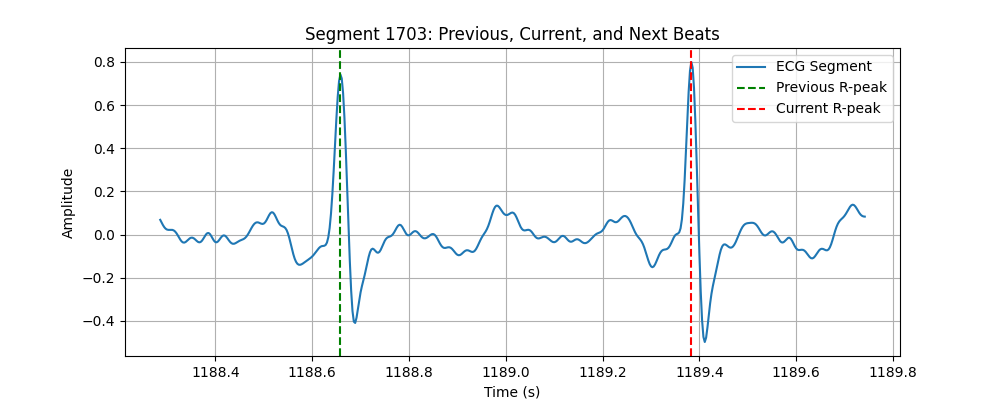 Segment 1703: Previous, Current, and Next Beats
ECG Segment
Previous R-peak
Current R-peak
Amplitude
0.8
0.6
0.4
0.2
0.0
−0.2
−0.4
1188.4 1188.6 1188.8 1189.0 1189.2 1189.4 1189.6 1189.8
Time (s)